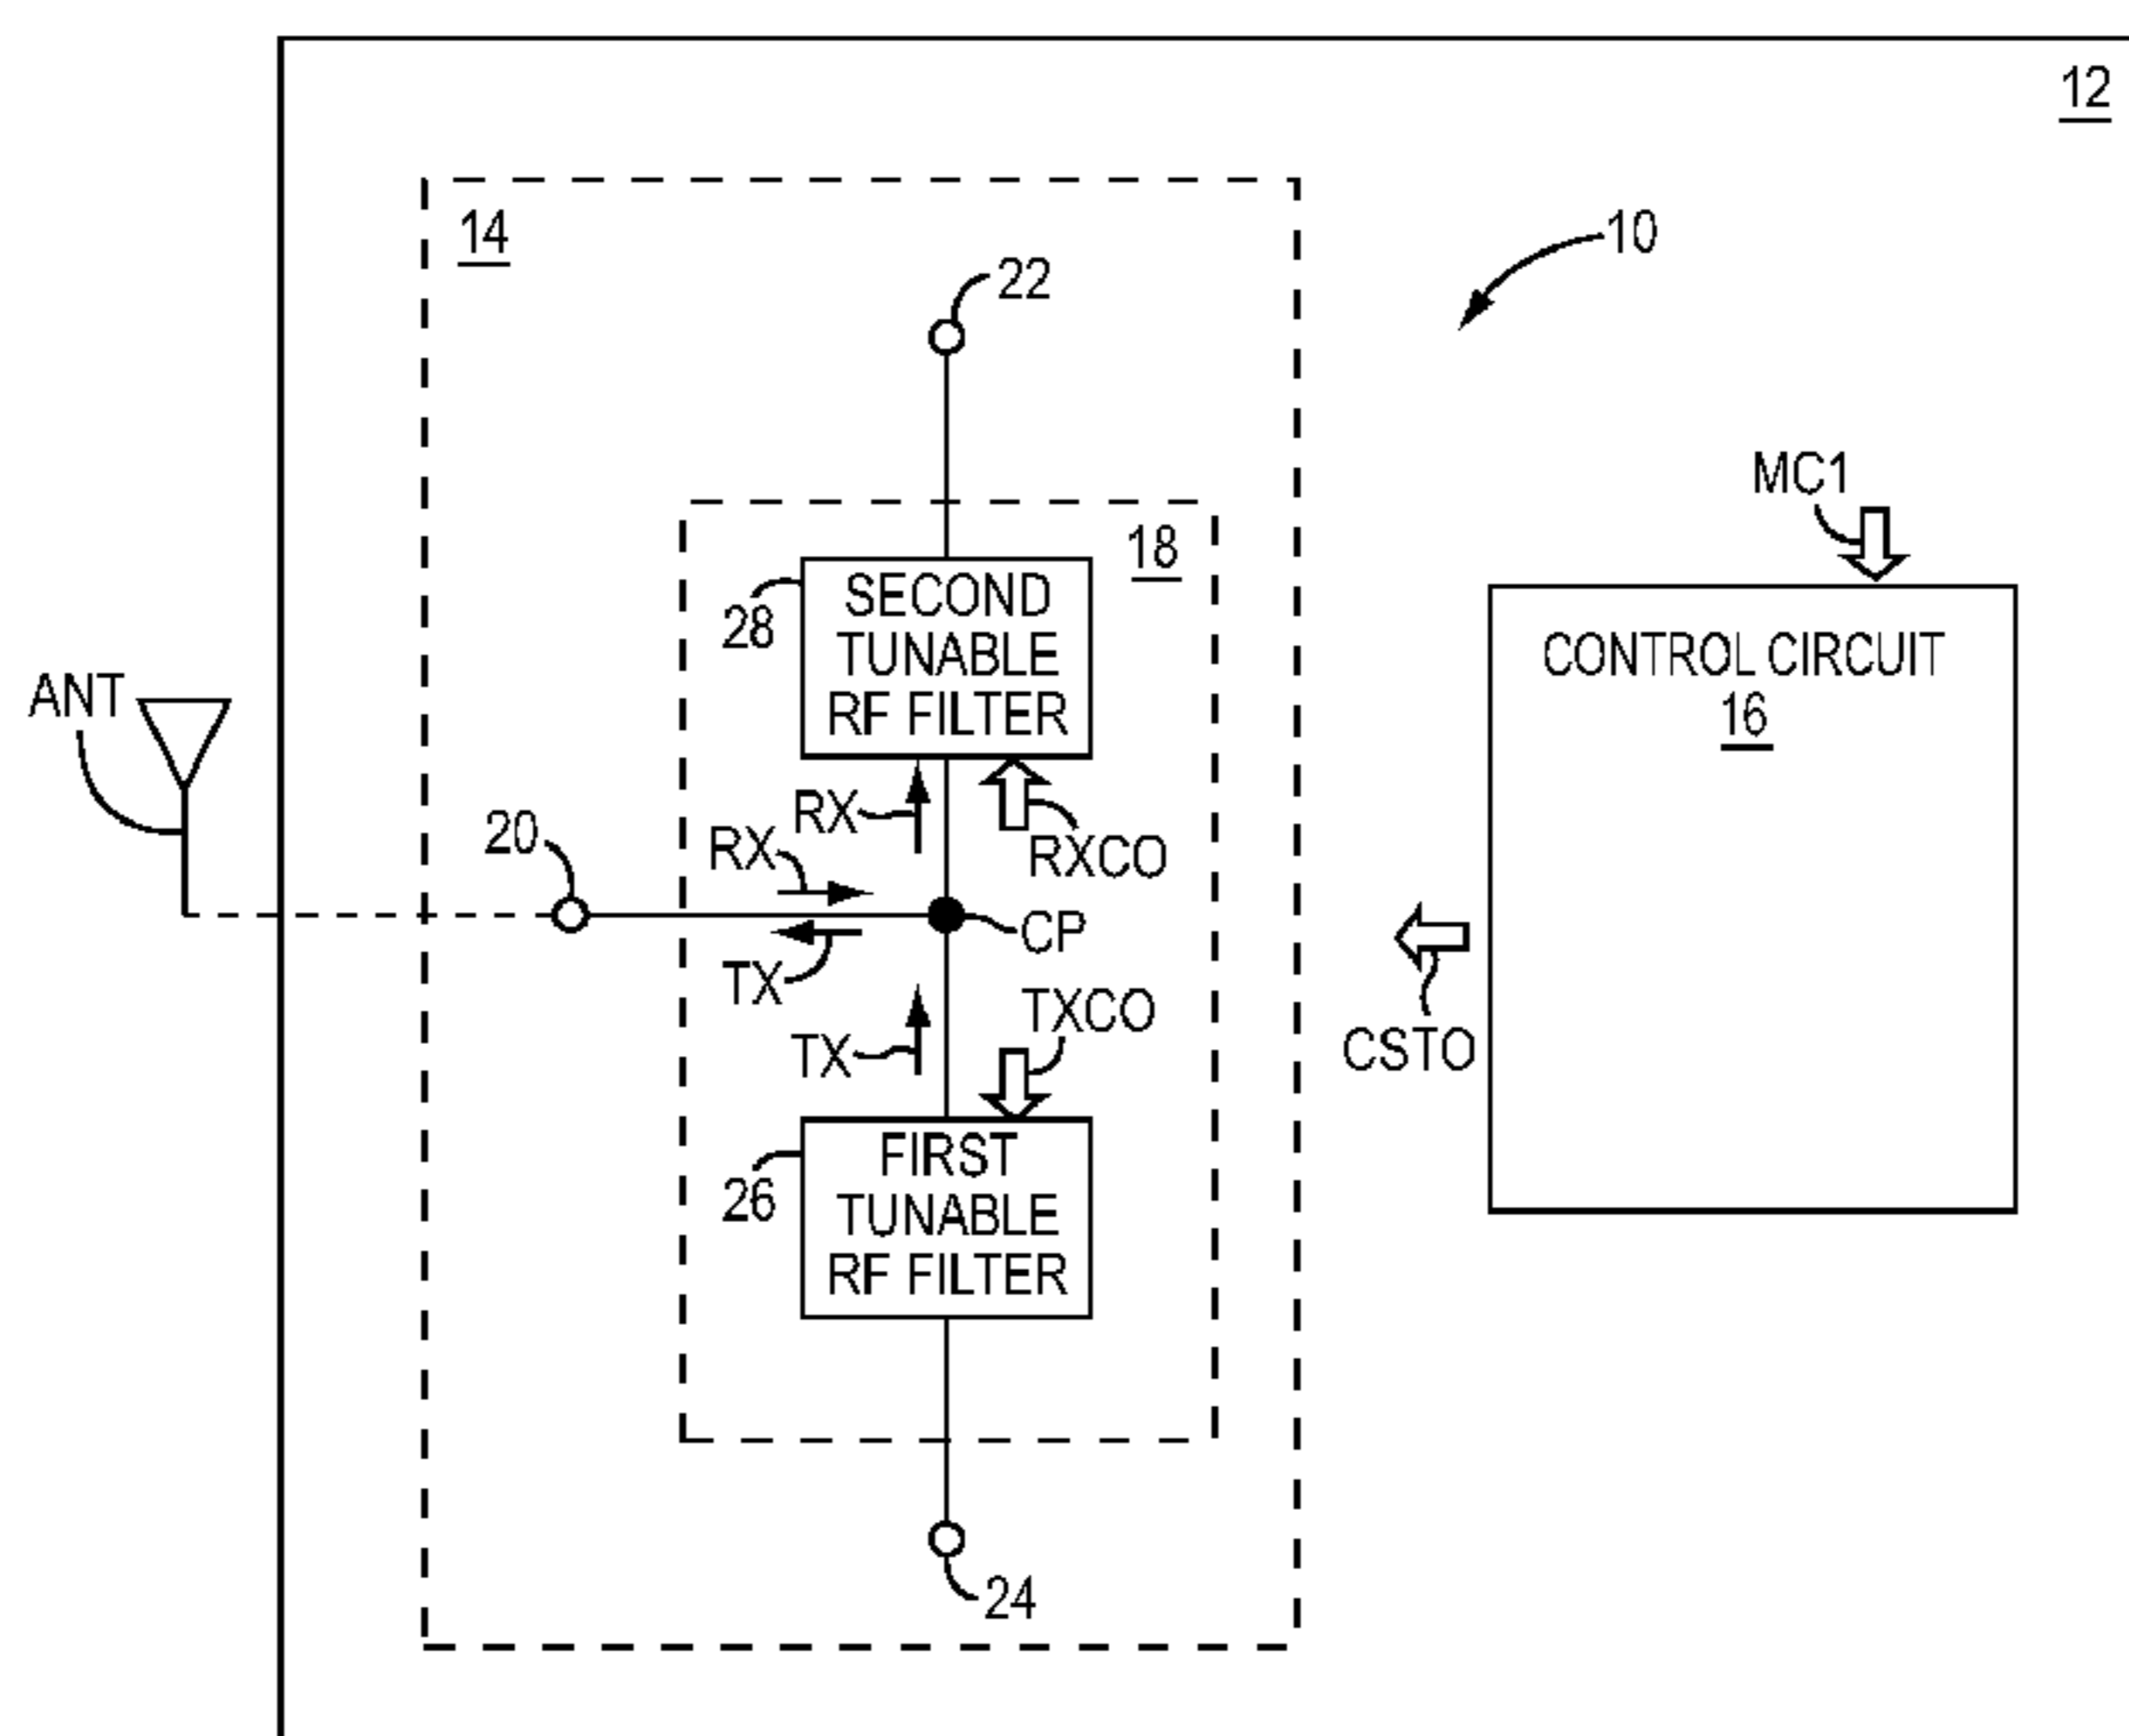 12
14
10
22
MC1
18
SECOND
TUNABLE
RF FILTER
28
CONTROL CIRCUIT
16
ANT
20
RX
RX
RXCO
CP
TX
TXCO
TX
CSTO
FIRST
TUNABLE
RF FILTER
26
24